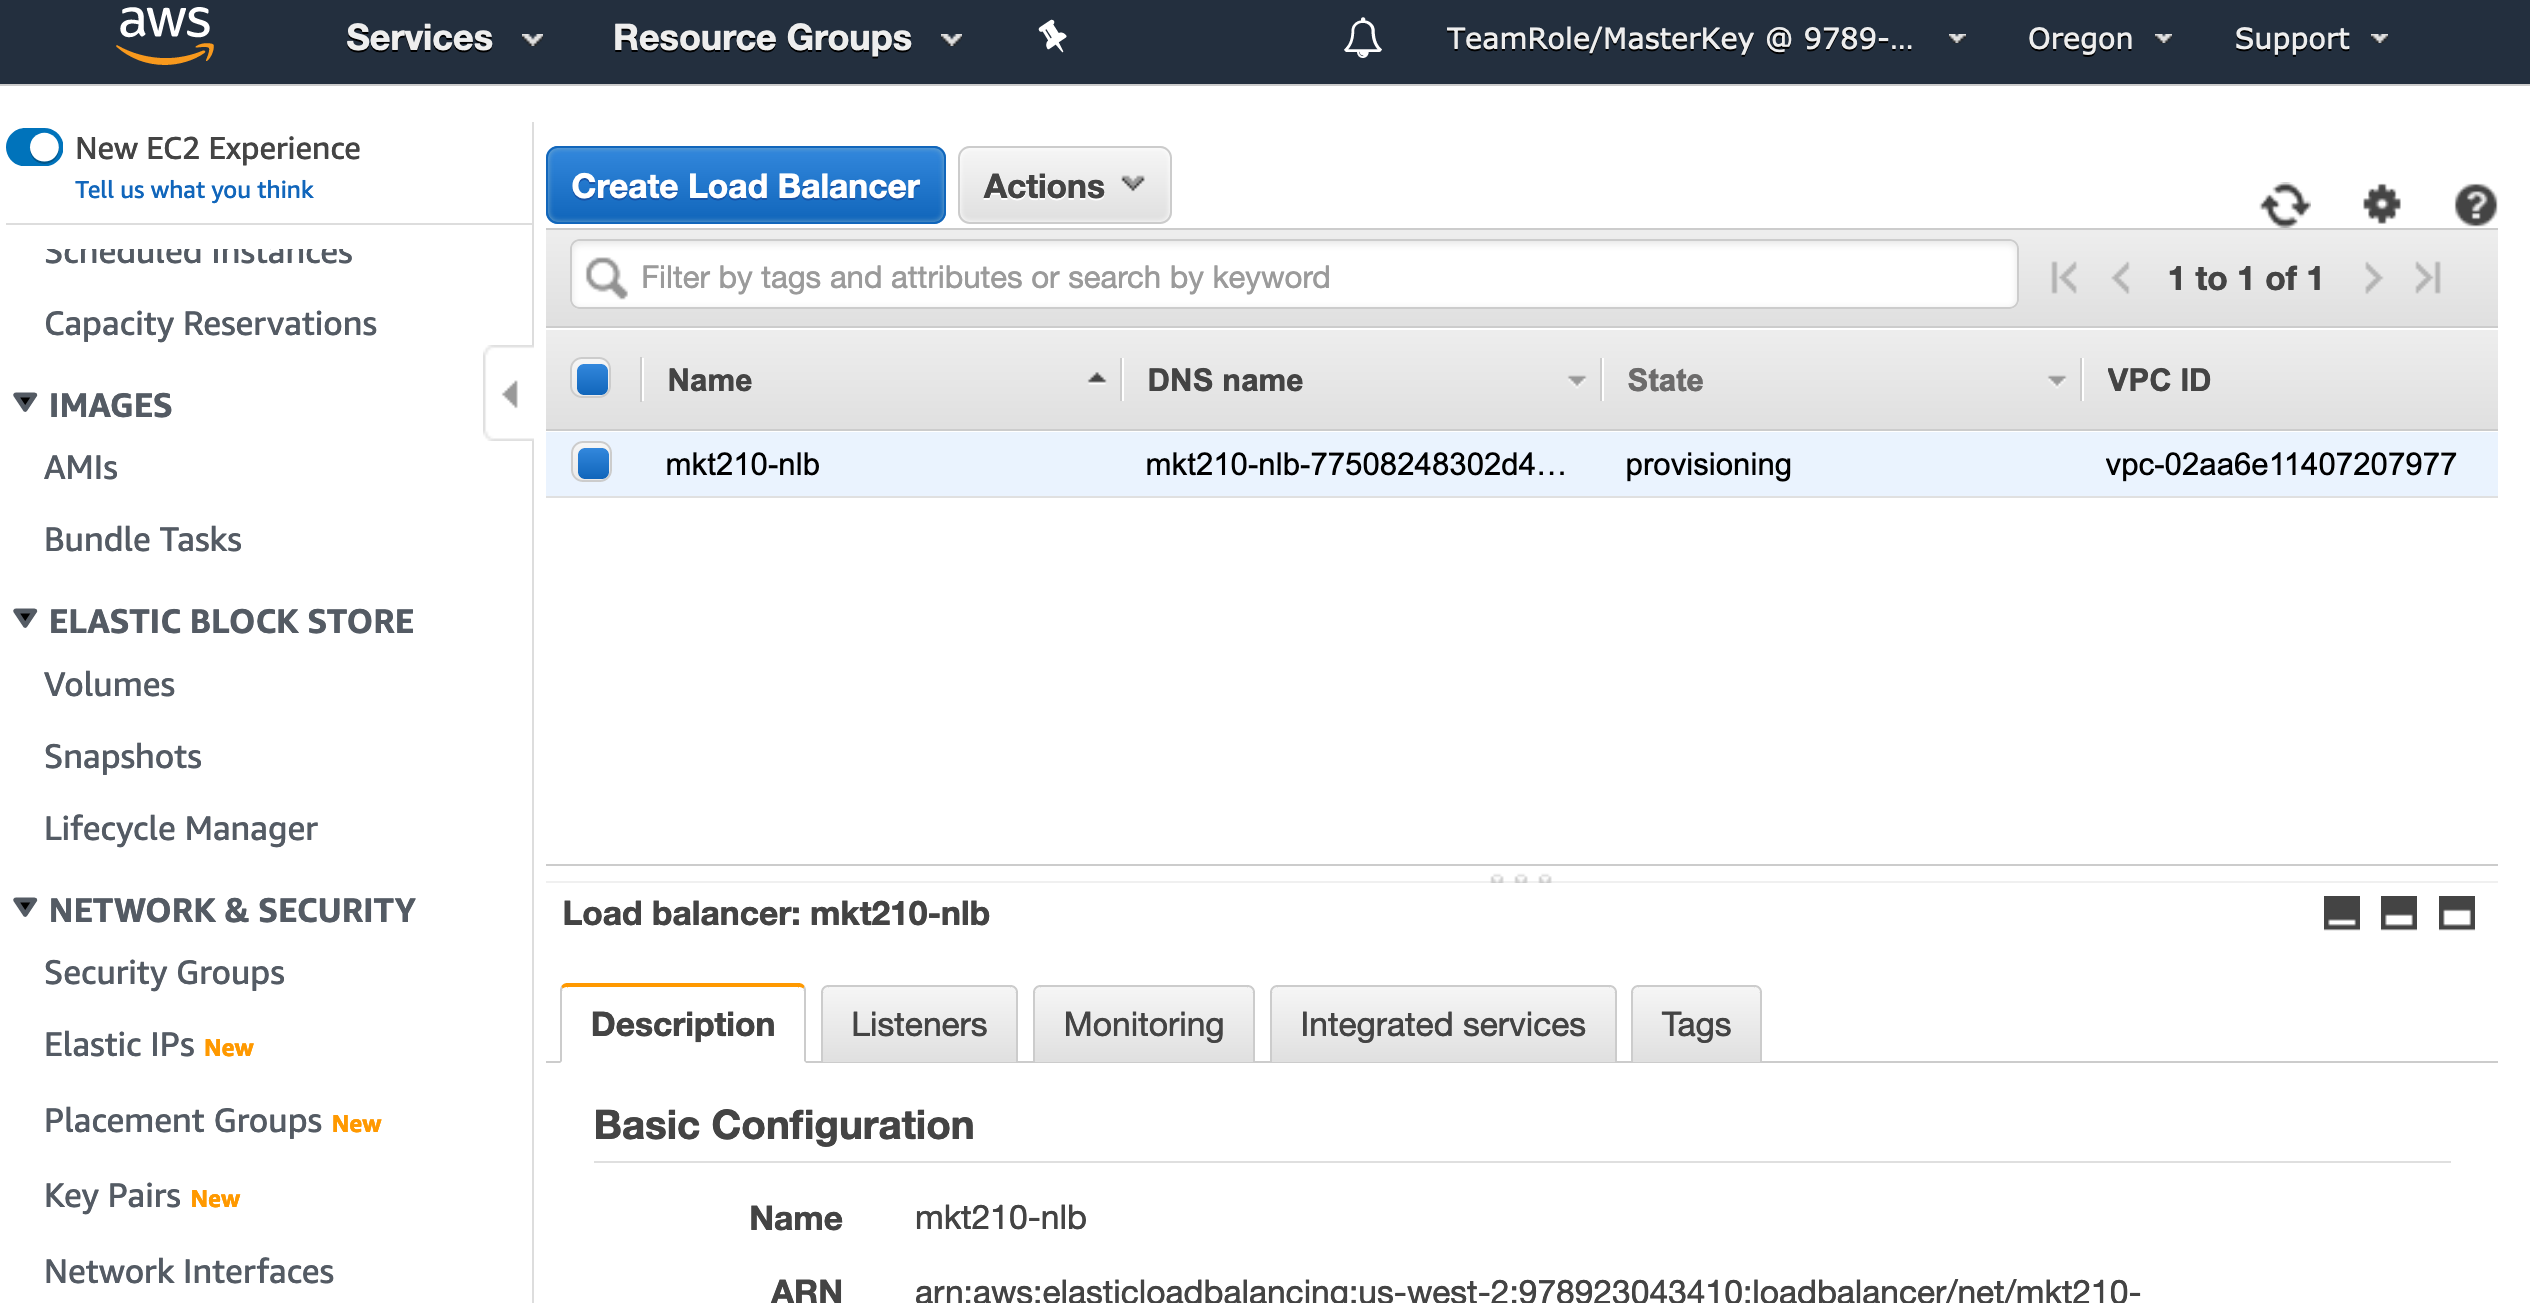 aws Services Resource Groups TeamRole/MasterKey @ 9789-... Oregon Support
New EC2 Experience
Tell us what you think
Scheduled Instances
Capacity Reservations
IMAGES
AMIs
Bundle Tasks
ELASTIC BLOCK STORE
Volumes
Snapshots
Lifecycle Manager
NETWORK & SECURITY
Security Groups
Elastic IPs New
Placement Groups New
Key Pairs New
Network Interfaces
Create Load Balancer Actions
Filter by tags and attributes or search by keyword 1 to 1 of 1
Name DNS name State VPC ID
mkt210-nlb mkt210-nlb-77508248302d4... provisioning vpc-02aa6e11407207977
Load balancer: mkt210-nlb
Description Listeners Monitoring Integrated services Tags
Basic Configuration
Name mkt210-nlb
ARN arn:aws:elasticloadbalancing:us-west-2:978923043410:loadbalancer/net/mkt210-